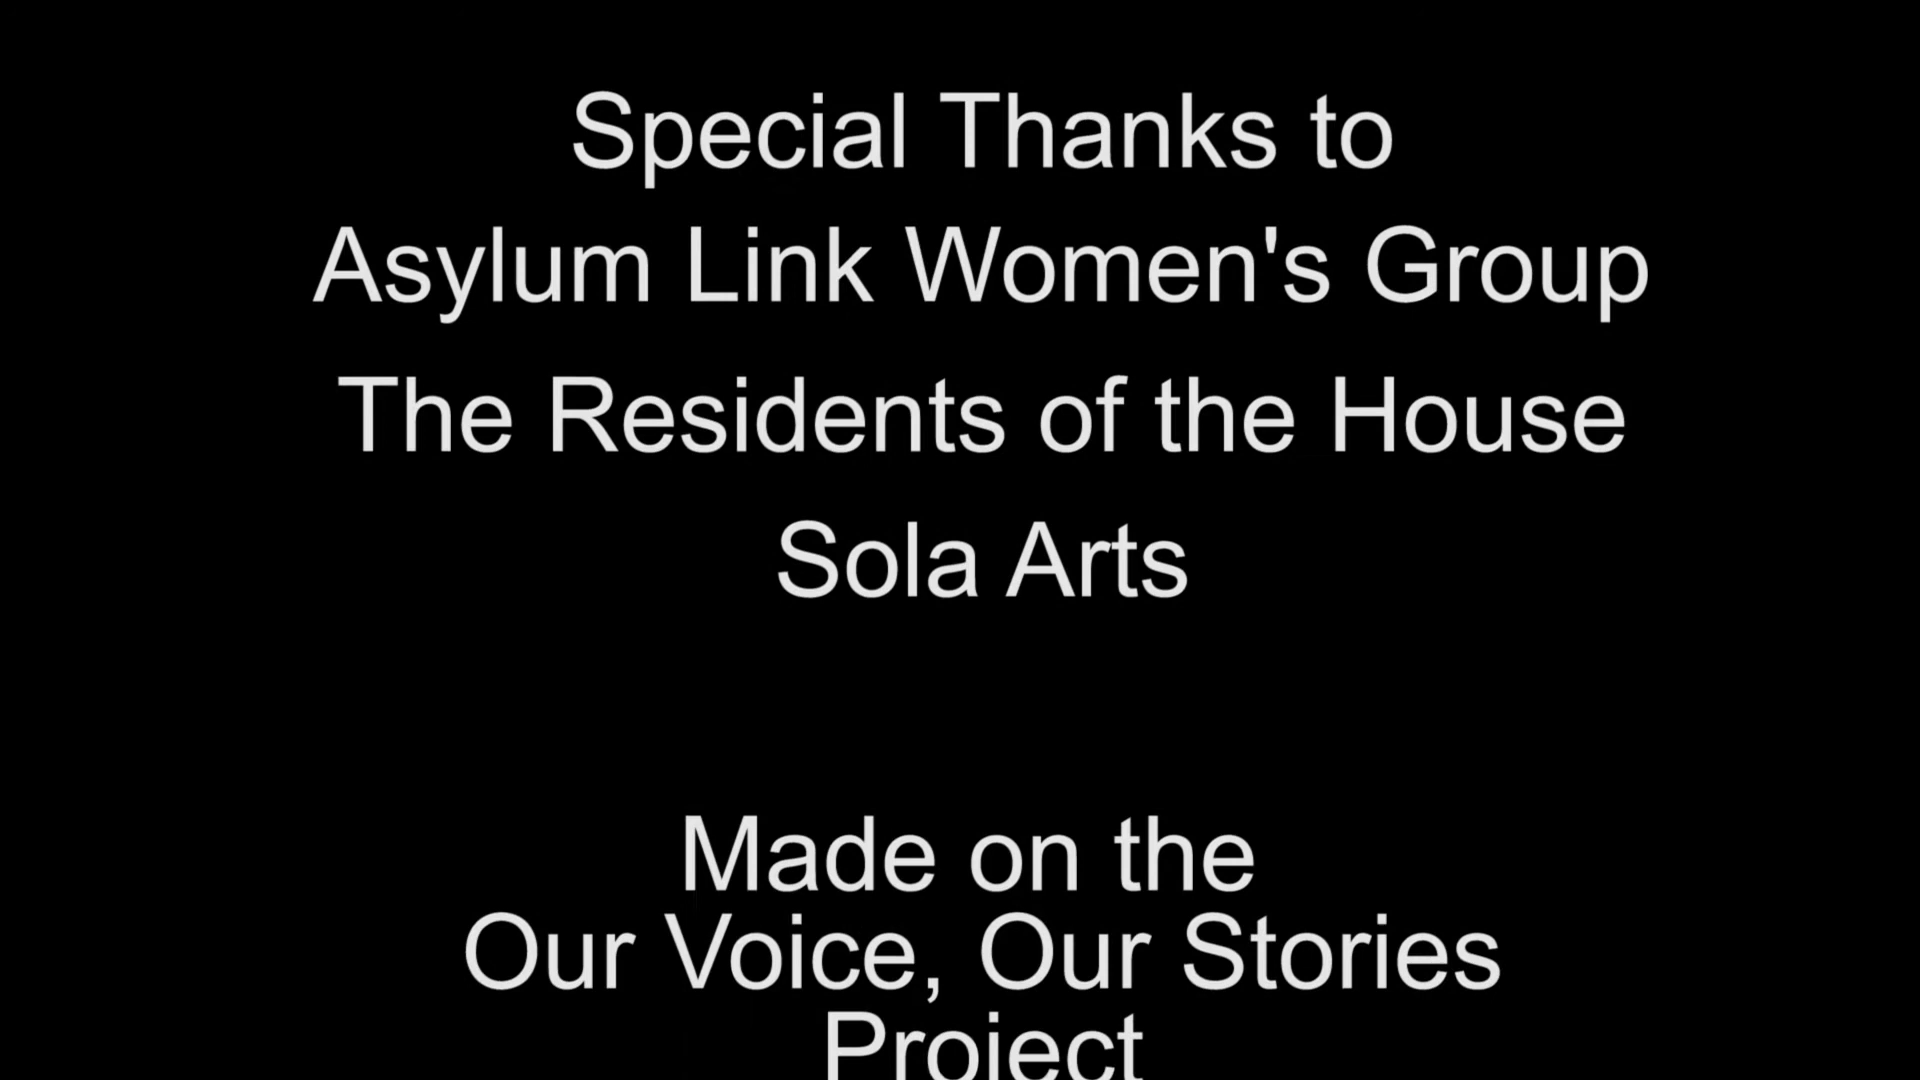 Special Thanks to
Asylum Link Women's Group
The Residents of the House
Sola Arts
Made on the
Our Voice, Our Stories
Project